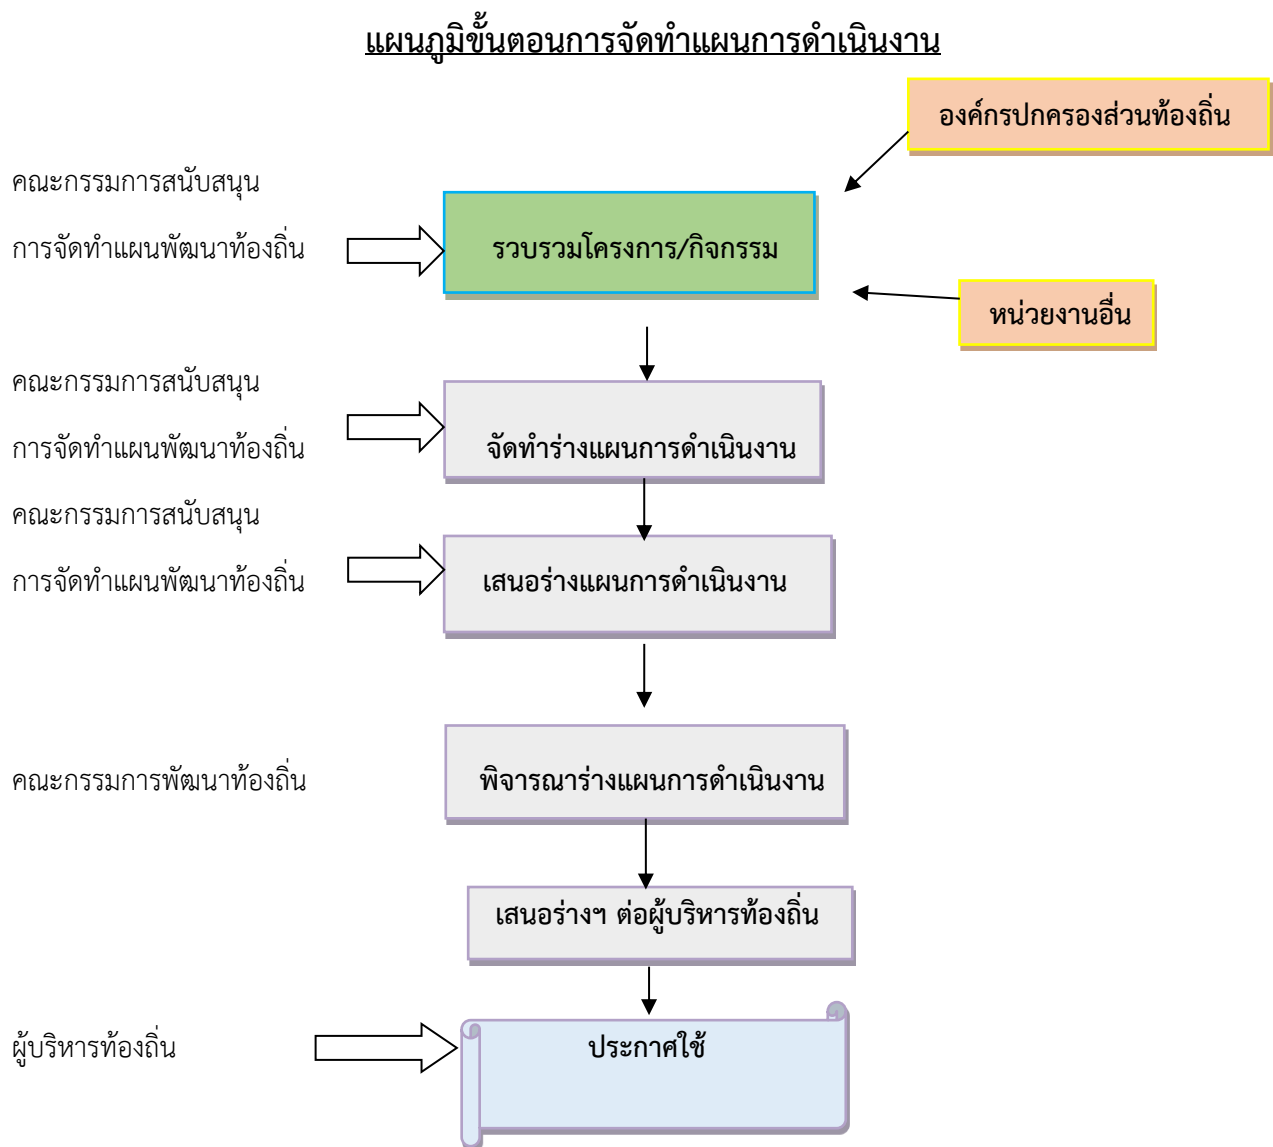 แผนภูมิขั้นตอนการจัดทำแผนการดำเนินงาน
องค์กรปกครองส่วนท้องถิ่น
คณะกรรมการสนับสนุน
การจัดทำแผนพัฒนาท้องถิ่น
รวบรวมโครงการ/กิจกรรม
หน่วยงานอื่น
คณะกรรมการสนับสนุน
การจัดทำแผนพัฒนาท้องถิ่น
จัดทำร่างแผนการดำเนินงาน
คณะกรรมการสนับสนุน
การจัดทำแผนพัฒนาท้องถิ่น
เสนอร่างแผนการดำเนินงาน
คณะกรรมการพัฒนาท้องถิ่น
พิจารณาร่างแผนการดำเนินงาน
เสนอร่างฯ ต่อผู้บริหารท้องถิ่น
ผู้บริหารท้องถิ่น
ประกาศใช้